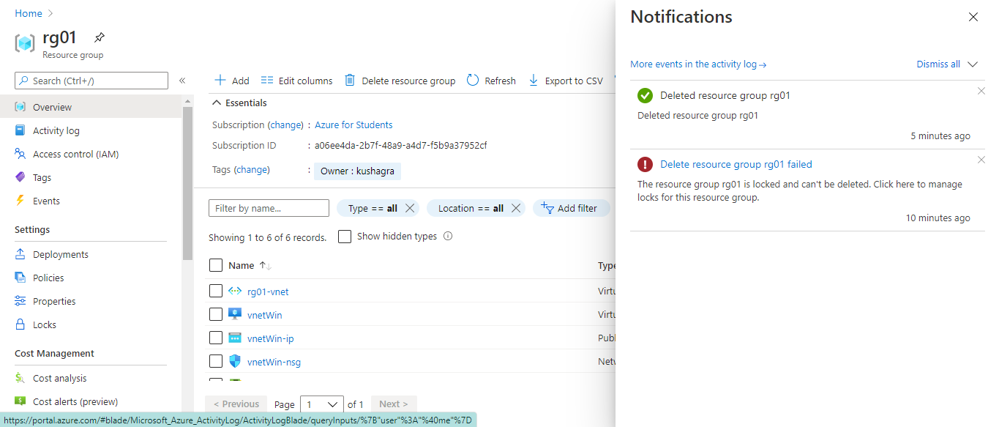 Home
rg01
Resource group
Search (Ctrl+/)
Overview
Activity log
Access control (IAM)
Tags
Events
Settings
Deployments
Policies
Properties
Locks
Cost Management
Cost analysis
Cost alerts (preview)
Add Edit columns Delete resource group Refresh Export to CSV
Essentials
Subscription (change) : Azure for Students
Subscription ID : a06ee4da-2b7f-48a9-a4d7-f5b9a37952cf
Tags (change) : Owner : kushagra
Filter by name... Type == all Location == all Add filter
Showing 1 to 6 of 6 records. Show hidden types
Name
rg01-vnet
vnetWin
vnetWin-ip
vnetWin-nsg
< Previous Page 1 of 1 Next >
https://portal.azure.com/#blade/Microsoft_Azure_ActivityLog/ActivityLogBlade/queryInputs/%7B"user"%3A"%40me"%7D
Notifications
More events in the activity log → Dismiss all
Deleted resource group rg01
Deleted resource group rg01
5 minutes ago
Delete resource group rg01 failed
The resource group rg01 is locked and can't be deleted. Click here to manage
locks for this resource group.
10 minutes ago